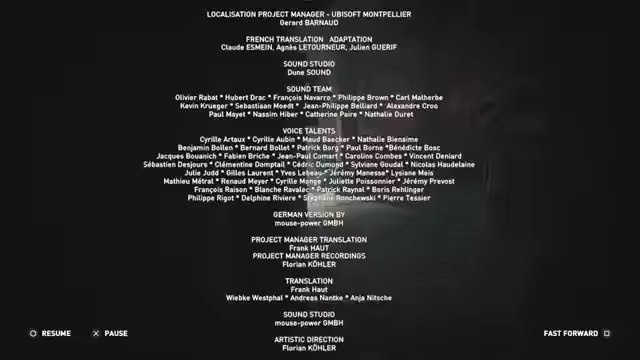 LOCALISATION PROJECT MANAGER - UBISOFT MONTPELLIER
Gerard BARNAUD
FRENCH TRANSLATION ADAPTATION
Claude ESMEIN, Agnès LETOURNEUR, Julien GUERIF
SOUND STUDIO
Dune SOUND
SOUND TEAM
Olivier Rabat * Hubert Drac * François Navarro * Philippe Brown * Carl Malherbe
Kevin Krueger * Sebastiaan Moedt * Jean-Philippe Belliard * Alexandre Croo
Paul Mayet * Nassim Hiber * Catherine Paire * Nathalie Duret
VOICE TALENTS
Cyrille Artaux * Cyrille Aubin * Maud Baecker * Nathalie Bienaime
Benjamin Bollen * Bernard Bollet * Patrick Borg * Paul Borne *Bénédicte Bosc
Jacques Bouanich * Fabien Briche * Jean-Paul Comart * Caroline Combes * Vincent Deniard
Sébastien Desjours * Clémentine Domptail * Cédric Dumond * Sylviane Goudal * Nicolas Haudelaine
Julie Judd * Gilles Laurent * Yves Lebeau * Jérémy Manesse* Lysiane Meis
Mathieu Métral * Renaud Meyer * Cyrille Monge * Juliette Poissonnier * Jérémy Prevost
François Raison * Blanche Ravalec * Patrick Raynal * Boris Rehlinger
Philippe Rigot * Delphine Riviere * Stephane Ronchewski * Pierre Tessier
GERMAN VERSION BY
mouse-power GMBH
PROJECT MANAGER TRANSLATION
Frank HAUT
PROJECT MANAGER RECORDINGS
Florian KÖHLER
TRANSLATION
Frank Haut
Wiebke Westphal * Andreas Nantke * Anja Nitsche
SOUND STUDIO
mouse-power GMBH
ARTISTIC DIRECTION
Florian KÖHLER
RESUME PAUSE FAST FORWARD